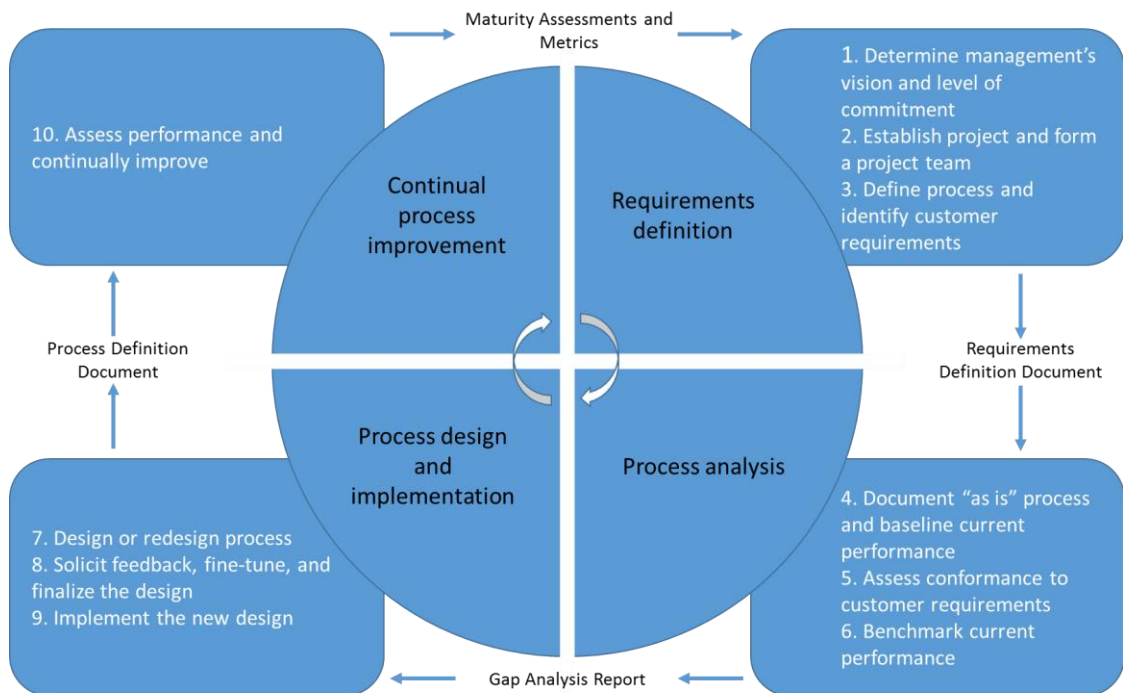 Maturity Assessments and
Metrics
10. Assess performance and
continually improve
1. Determine management's
vision and level of
commitment
2. Establish project and form
a project team
3. Define process and
identify customer
requirements
Continual
process
improvement
Requirements
definition
Process Definition
Document
Requirements
Definition Document
Process design
and
implementation
Process analysis
7. Design or redesign process
8. Solicit feedback, fine-tune, and
finalize the design
9. Implement the new design
4. Document “as is” process
and baseline current
performance
5. Assess conformance to
customer requirements
6. Benchmark current
performance
Gap Analysis Report